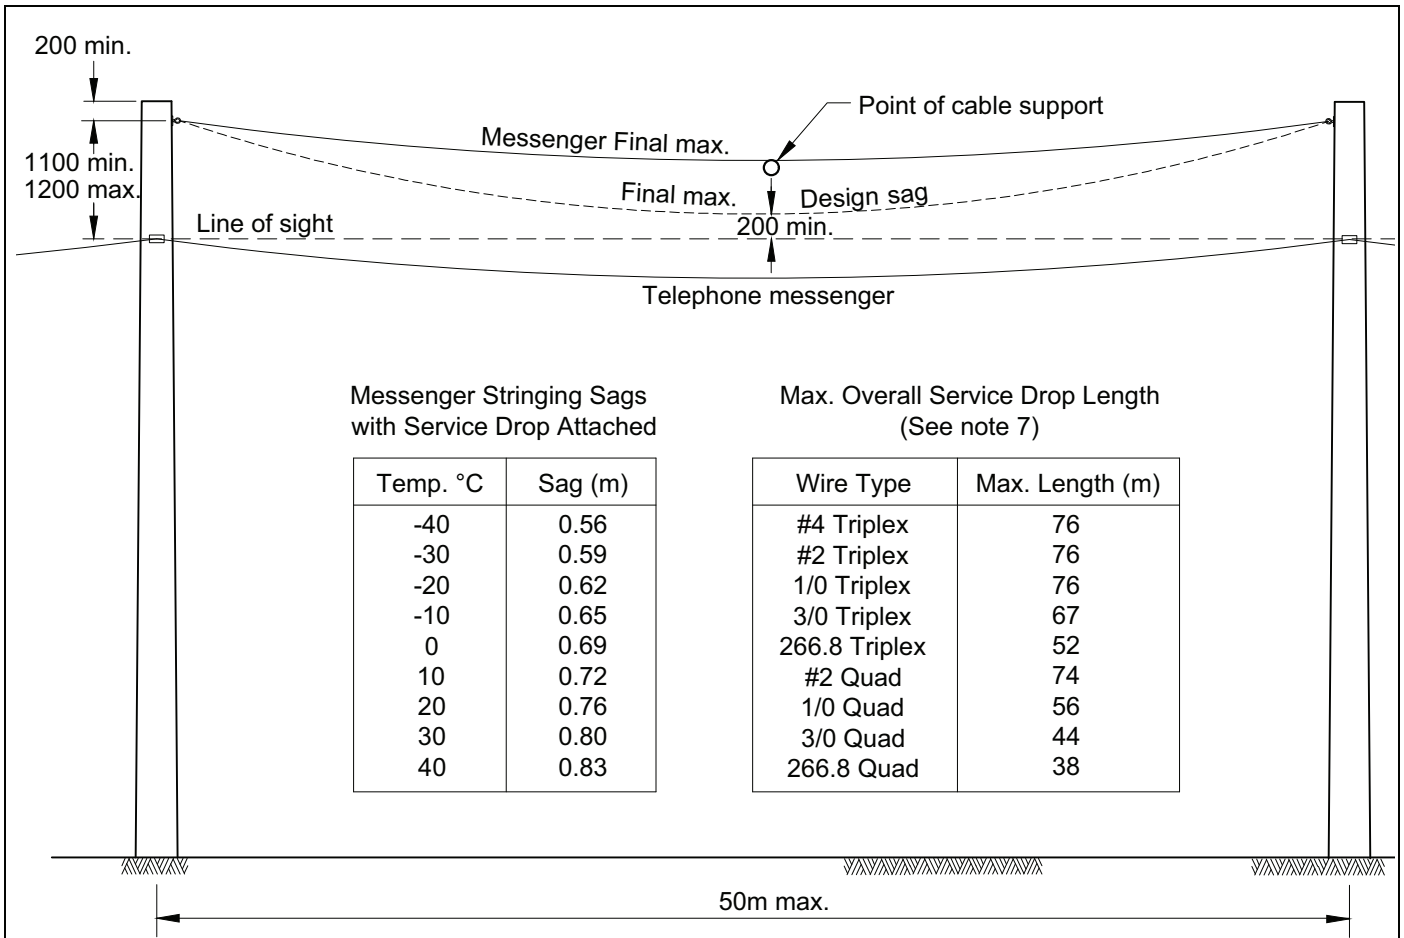 200 min.
Point of cable support
Messenger Final max.
1100 min.
1200 max.
Final max. Design sag
Line of sight
200 min.
Telephone messenger
Messenger Stringing Sags
with Service Drop Attached
Temp. °C Sag (m)
-40 0.56
-30 0.59
-20 0.62
-10 0.65
0 0.69
10 0.72
20 0.76
30 0.80
40 0.83
Max. Overall Service Drop Length
(See note 7)
Wire Type Max. Length (m)
#4 Triplex 76
#2 Triplex 76
1/0 Triplex 76
3/0 Triplex 67
266.8 Triplex 52
#2 Quad 74
1/0 Quad 56
3/0 Quad 44
266.8 Quad 38
50m max.